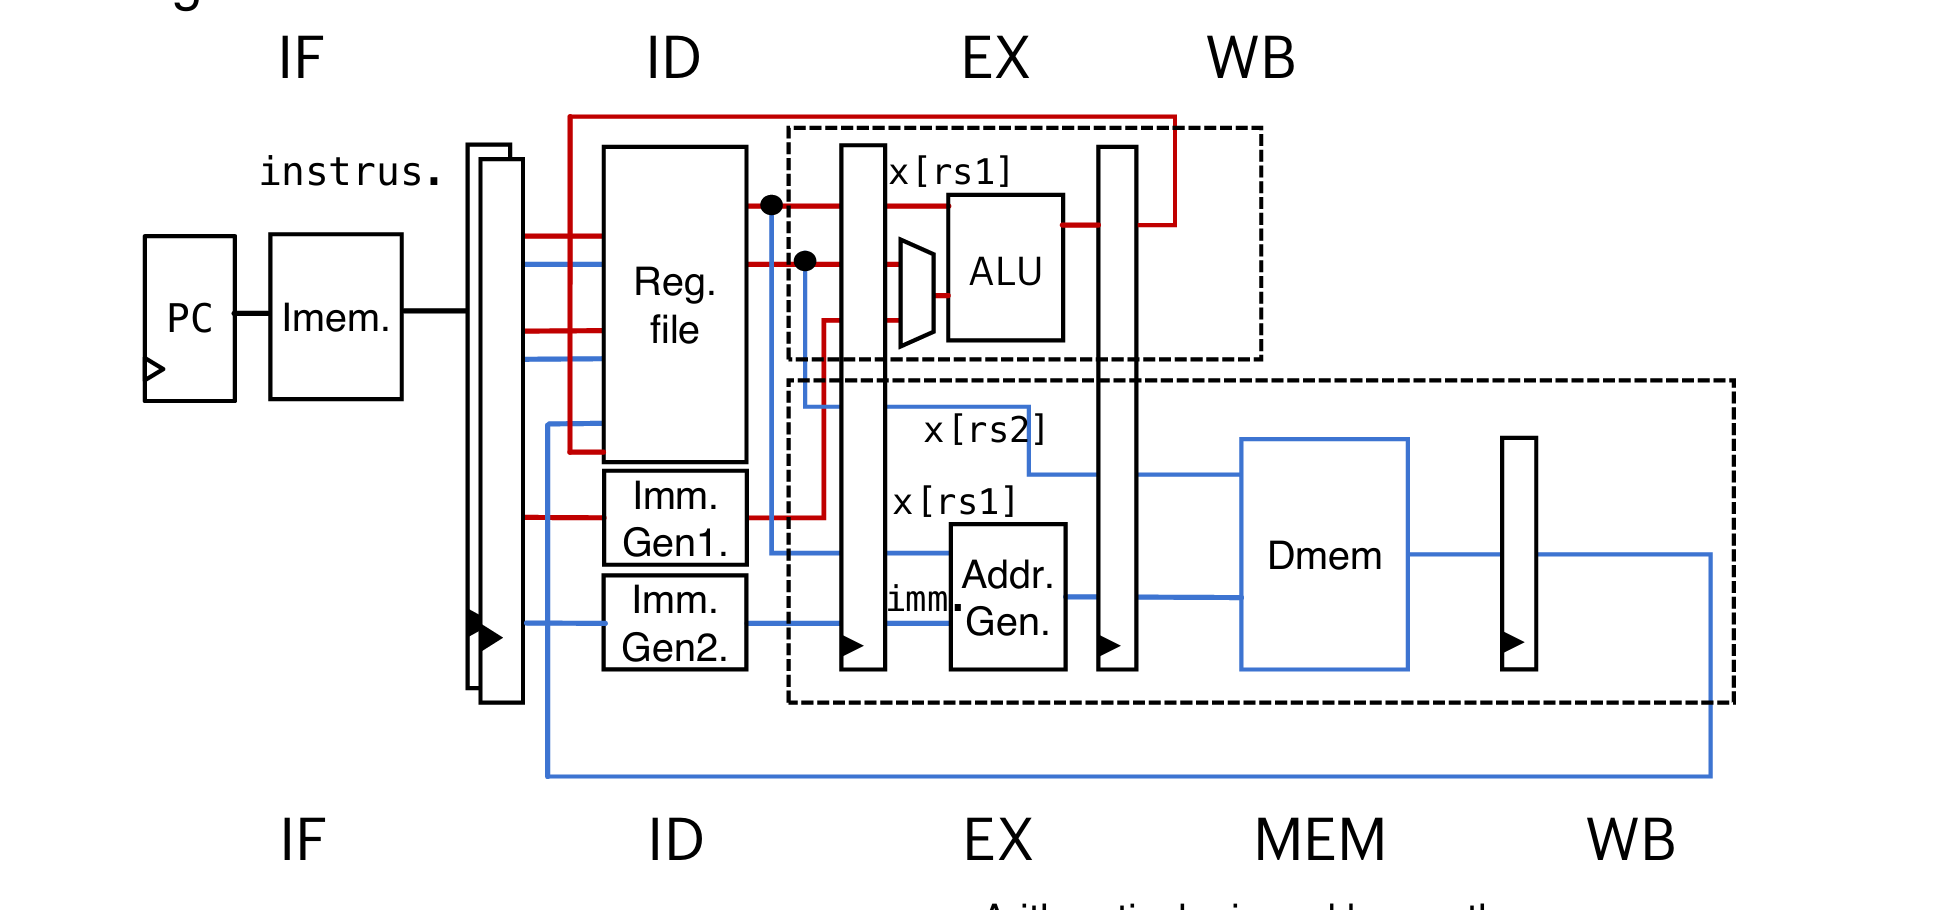 IF ID EX WB
instrus.
x[rs1]
PC
Imem.
Reg.
file
ALU
x[rs2]
Imm.
Gen1.
x[rs1]
Imm.
Gen2.
imm.
Addr.
Gen.
Dmem
IF ID EX MEM WB